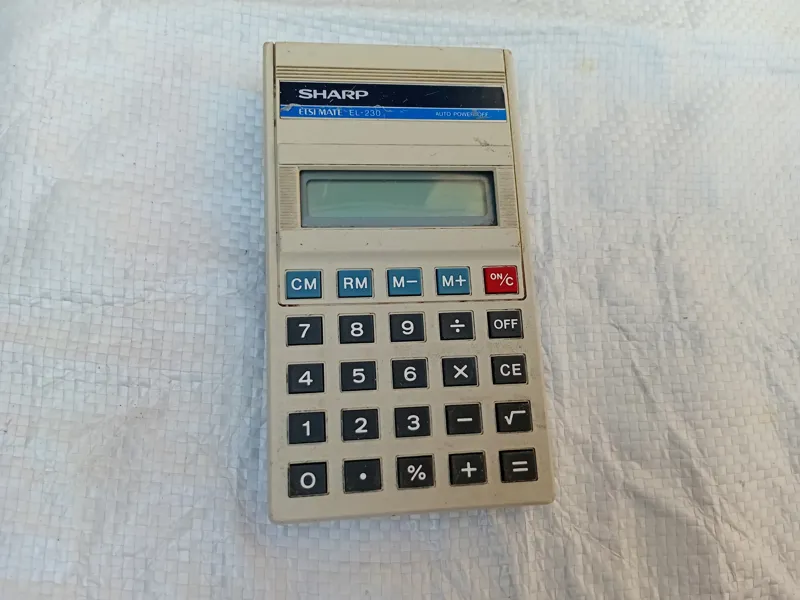 SHARP
ELSI MATE EL-230 AUTO POWER OFF
CM RM M− M+ ON/C
7 8 9 ÷ OFF
4 5 6 × CE
1 2 3 − √
0 . % + =